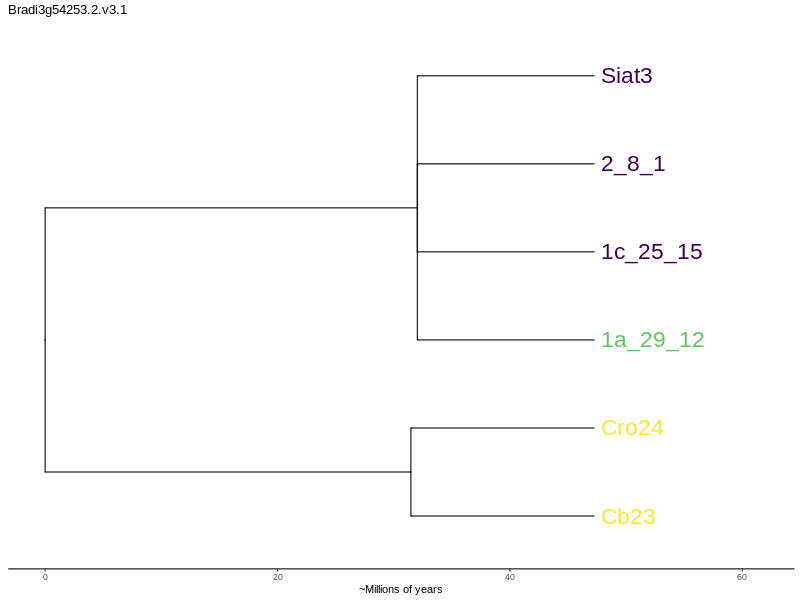 Bradi3g54253.2.v3.1
Siat3
2_8_1
1c_25_15
1a_29_12
Cro24
Cb23
0 20 40 60
~Millions of years